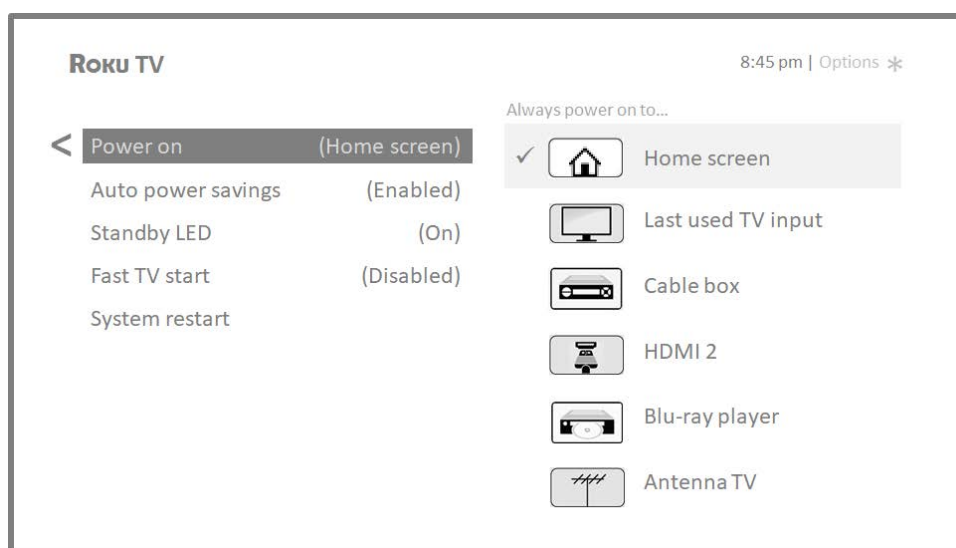 Roku TV
8:45 pm | Options *
< Power on (Home screen)
Auto power savings (Enabled)
Standby LED (On)
Fast TV start (Disabled)
System restart
Always power on to...
✓ Home screen
Last used TV input
Cable box
HDMI 2
Blu-ray player
Antenna TV